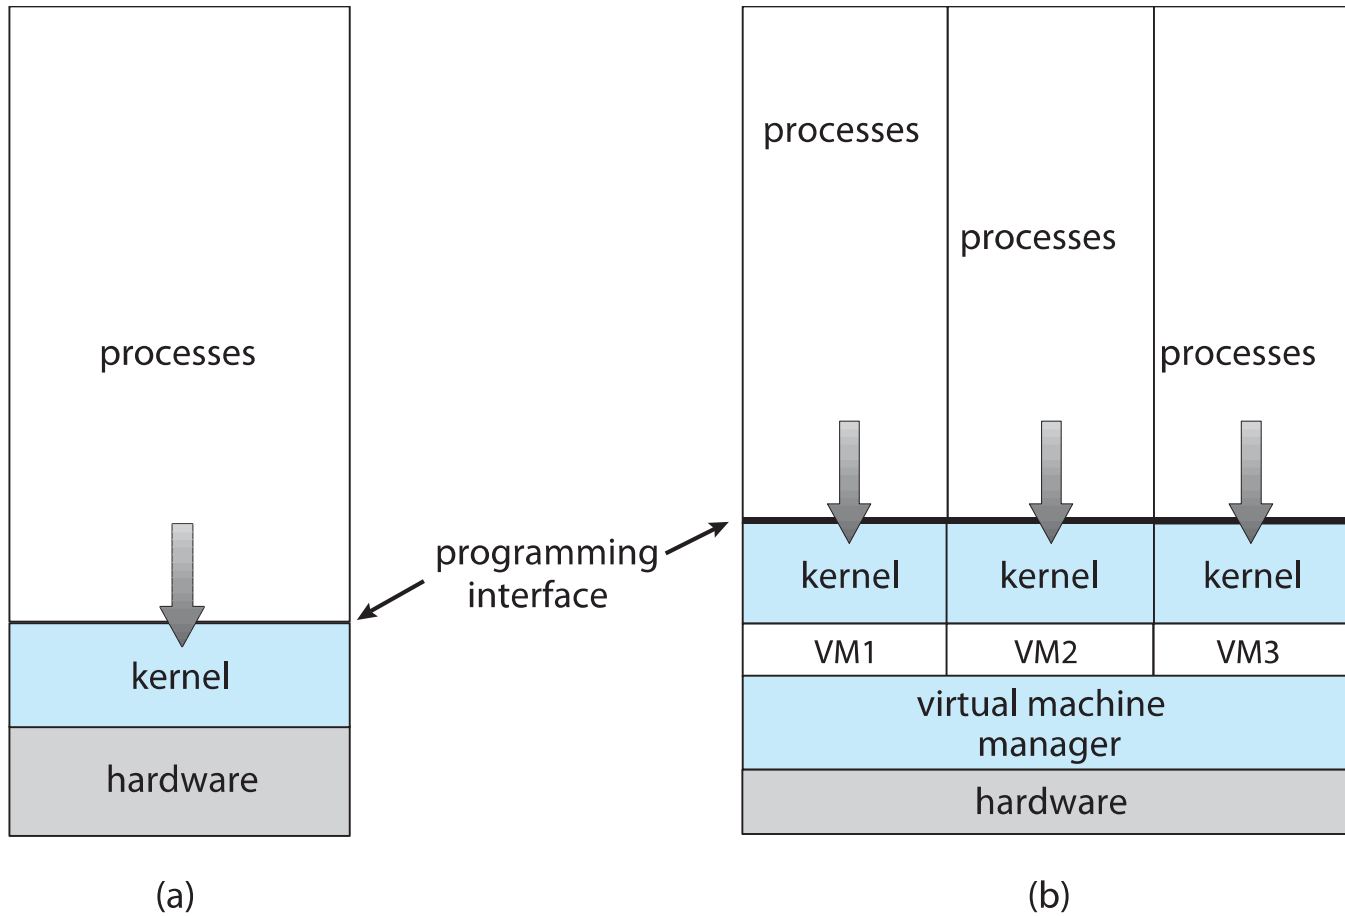 processes
kernel
hardware
(a)
programming
interface
processes
processes
processes
kernel
kernel
kernel
VM1
VM2
VM3
virtual machine
manager
hardware
(b)